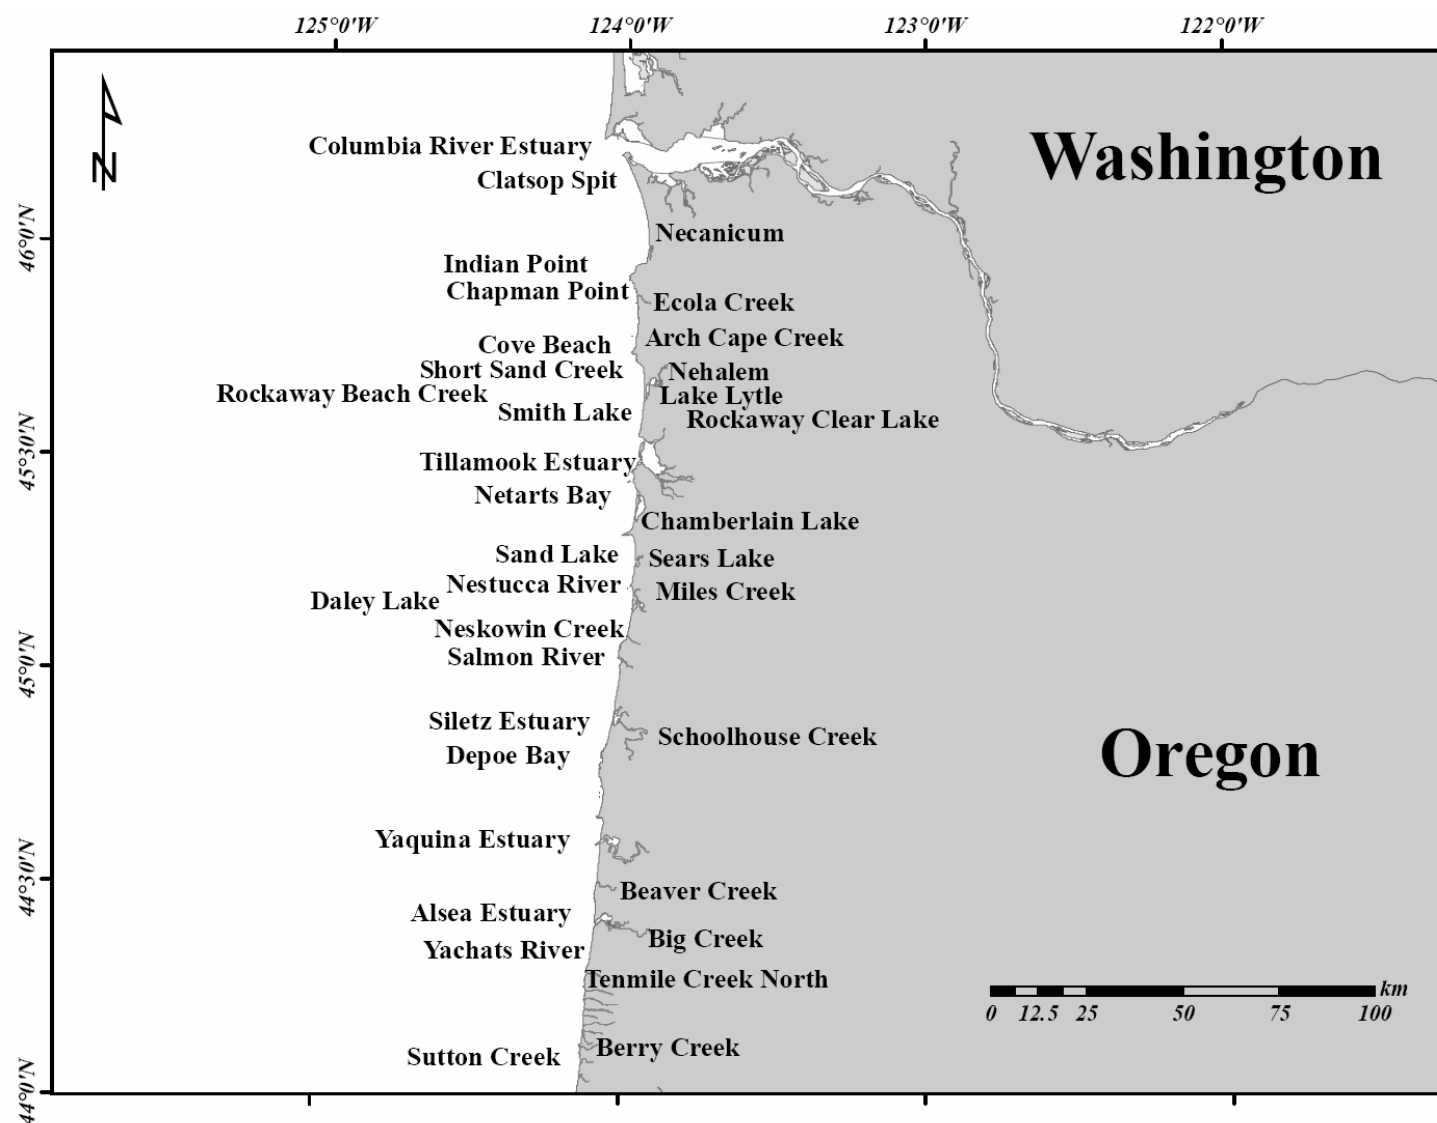 125°0'W 124°0'W 123°0'W 122°0'W
N
Washington
Columbia River Estuary
Clatsop Spit
46°0'N
Necanicum
Indian Point
Chapman Point
Ecola Creek
Arch Cape Creek
Cove Beach
Short Sand Creek
Nehalem
Rockaway Beach Creek
Lake Lytle
Smith Lake
Rockaway Clear Lake
45°30'N
Tillamook Estuary
Netarts Bay
Chamberlain Lake
Sand Lake
Sears Lake
Nestucca River
Miles Creek
Daley Lake
Neskowin Creek
Salmon River
45°0'N
Siletz Estuary
Schoolhouse Creek
Depoe Bay
Oregon
Yaquina Estuary
44°30'N
Beaver Creek
Alsea Estuary
Big Creek
Yachats River
Tenmile Creek North
km
0 12.5 25 50 75 100
Berry Creek
Sutton Creek
44°0'N